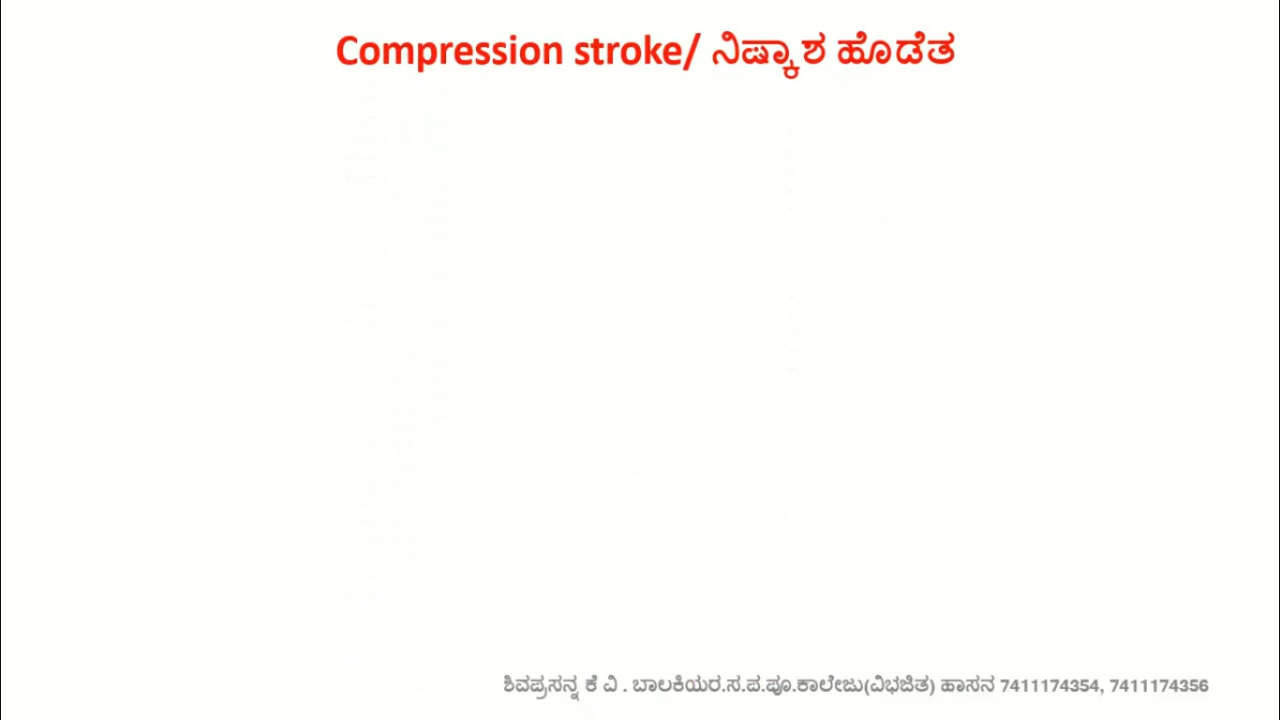 Compression stroke/ ನಿಷ್ಕಾಶ ಹೊಡೆತ
ಶಿವಪ್ರಸನ್ನ ಕೆ ವಿ . ಬಾಲಕಿಯರ.ಸ.ಪ.ಪೂ.ಕಾಲೇಜು(ವಿಭಜಿತ) ಹಾಸನ 7411174354, 7411174356